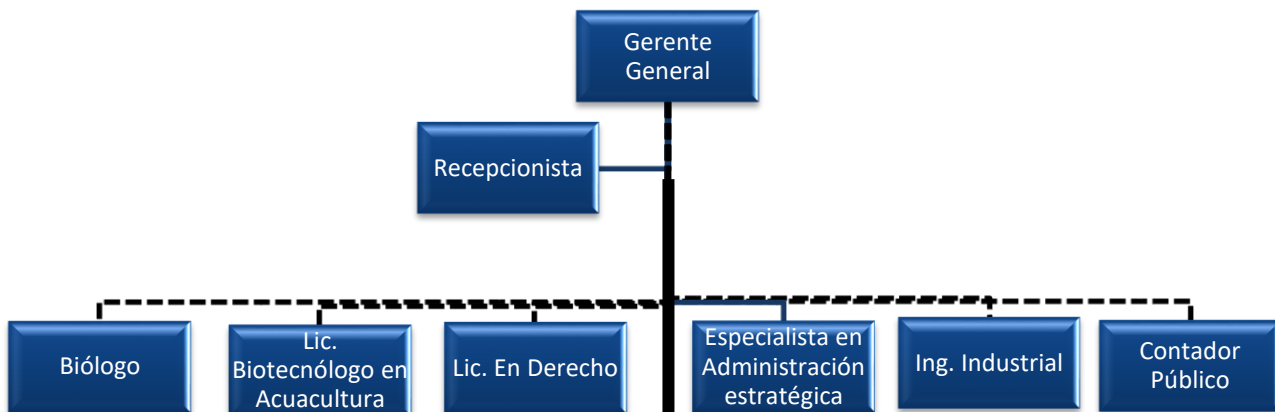 Gerente
General
Recepcionista
Biólogo
Lic.
Biotecnólogo en
Acuacultura
Lic. En Derecho
Especialista en
Administración
estratégica
Ing. Industrial
Contador
Público